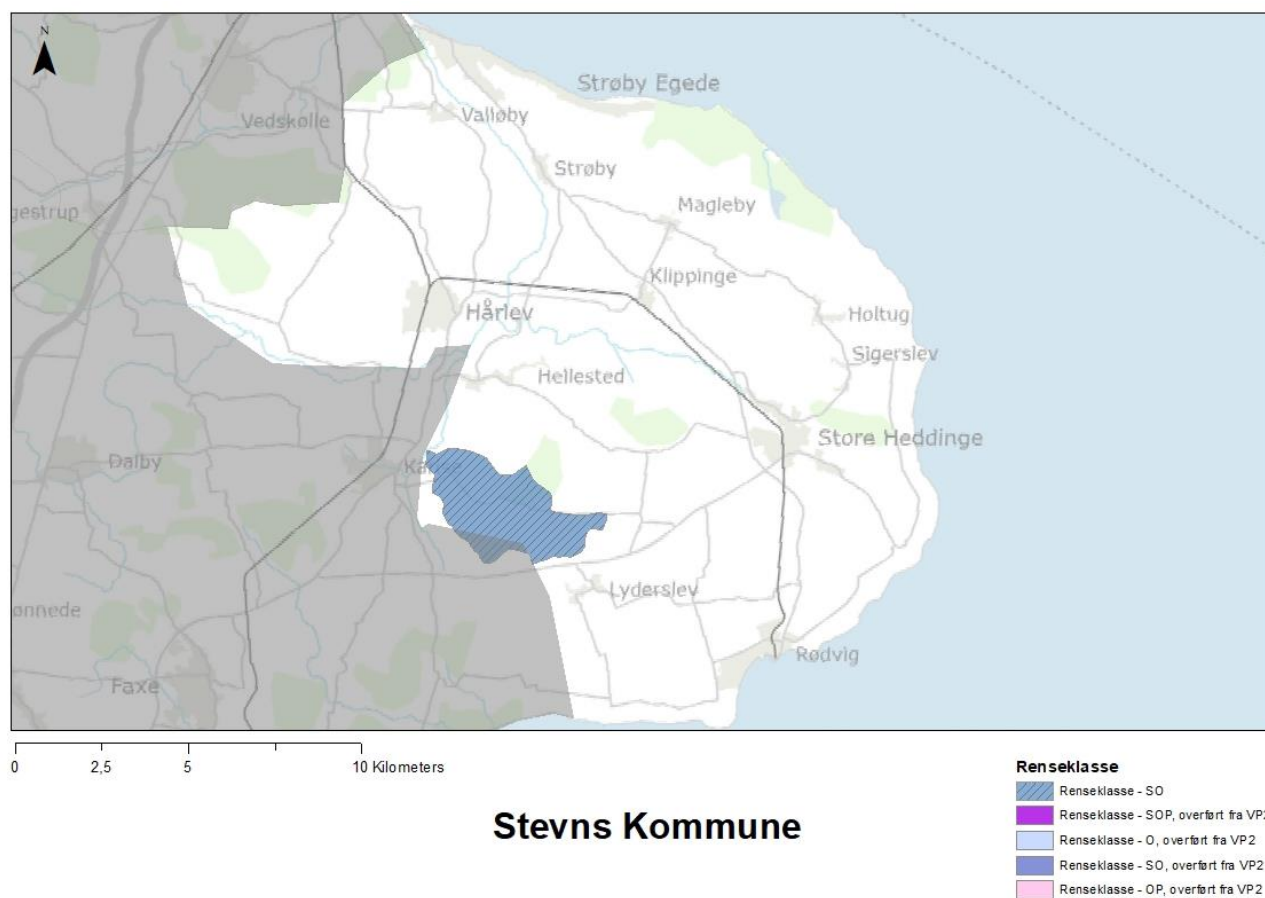 N
Strøby Egede
Valløby
Vedskølle
Strøby
Magleby
gestrup
Klippinge
Hårlev
Holtug
Sigerslev
Hellested
Store Heddinge
Dalby
Lyderslev
ønnede
Rødvig
Faxe
0 2,5 5 10 Kilometers
Stevns Kommune
Renseklasse
Renseklasse - SO
Renseklasse - SOP, overført fra VP2
Renseklasse - O, overført fra VP2
Renseklasse - SO, overført fra VP2
Renseklasse - OP, overført fra VP2